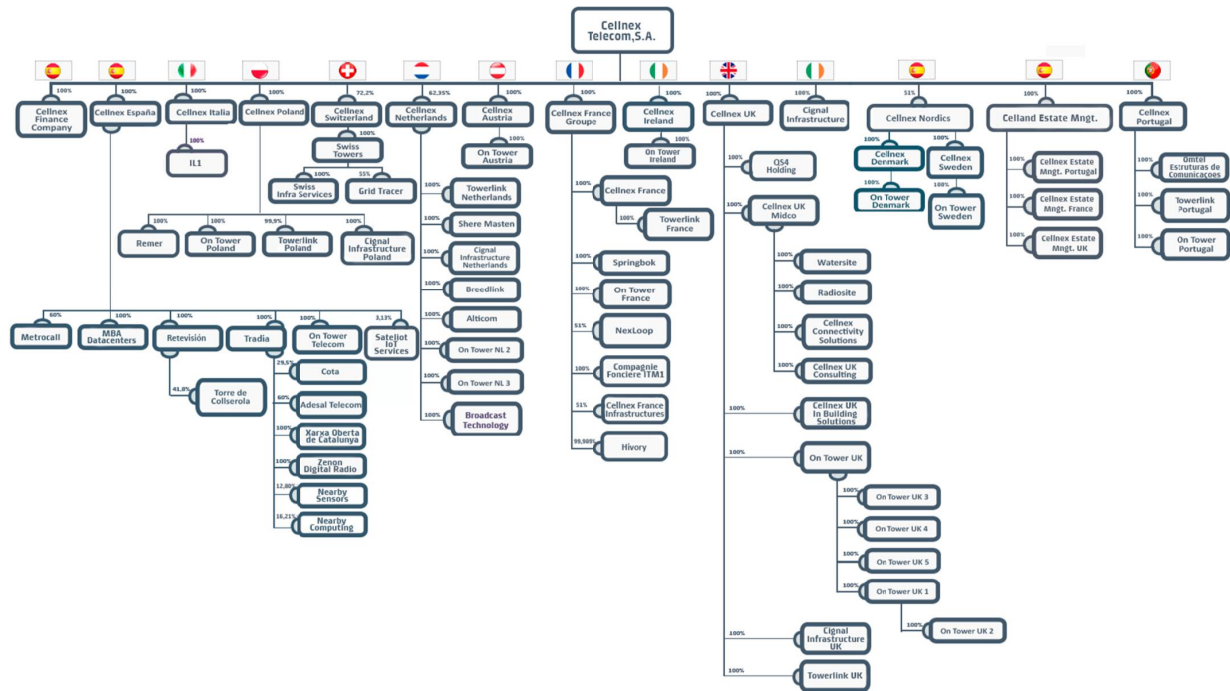 Cellnex
Telecom,S.A.
100%
100%
100%
100%
72,2%
62,35%
100%
100%
100%
100%
100%
51%
100%
100%
Cellnex
Finance
Company
Cellnex España
Cellnex Italia
Cellnex Poland
Cellnex
Switzerland
Cellnex
Netherlands
Cellnex
Austria
Cellnex France
Groupe
Cellnex
Ireland
Cellnex UK
Cignal
Infrastructure
Cellnex Nordics
Celland Estate Mngt.
Cellnex
Portugal
100%
IL1
100%
Swiss
Towers
100%
Swiss
Infra Services
55%
Grid Tracer
100%
On Tower
Austria
100%
On Tower
Ireland
100%
Cellnex
Denmark
100%
On Tower
Denmark
Cellnex
Sweden
100%
On Tower
Sweden
100%
Cellnex Estate
Mngt. Portugal
100%
Cellnex Estate
Mngt. France
100%
Cellnex Estate
Mngt. UK
100%
Omtel
Estruturas de
Comunicaçoes
100%
Towerlink
Portugal
100%
On Tower
Portugal
100%
Remer
100%
On Tower
Poland
99,9%
Towerlink
Poland
100%
Cignal
Infrastructure
Poland
100%
Towerlink
Netherlands
100%
Shere Masten
100%
Cignal
Infrastructure
Netherlands
100%
Breedlink
100%
Alticom
100%
On Tower NL 2
100%
On Tower NL 3
100%
Broadcast
Technology
100%
Cellnex France
100%
Towerlink
France
100%
Springbok
100%
On Tower
France
51%
NexLoop
100%
Compagnie
Fonciere ITM1
51%
Cellnex France
Infrastructures
99,988%
Hivory
100%
QS4
Holding
100%
Cellnex UK
Midco
100%
Watersite
100%
Radiosite
100%
Cellnex
Connectivity
Solutions
100%
Cellnex UK
Consulting
100%
Cellnex UK
In Building
Solutions
100%
On Tower UK
100%
On Tower UK 3
100%
On Tower UK 4
100%
On Tower UK 5
100%
On Tower UK 1
100%
On Tower UK 2
100%
Cignal
Infrastructure
UK
100%
Towerlink UK
60%
Metrocall
100%
MBA
Datacenters
100%
Retevisión
100%
Tradia
100%
On Tower
Telecom
3,13%
Sateliot IoT
Services
41,8%
Torre de
Collserola
29,5%
Cota
60%
Adesal Telecom
100%
Xarxa Oberta
de Catalunya
100%
Zenon
Digital Radio
12,80%
Nearby
Sensors
16,21%
Nearby
Computing